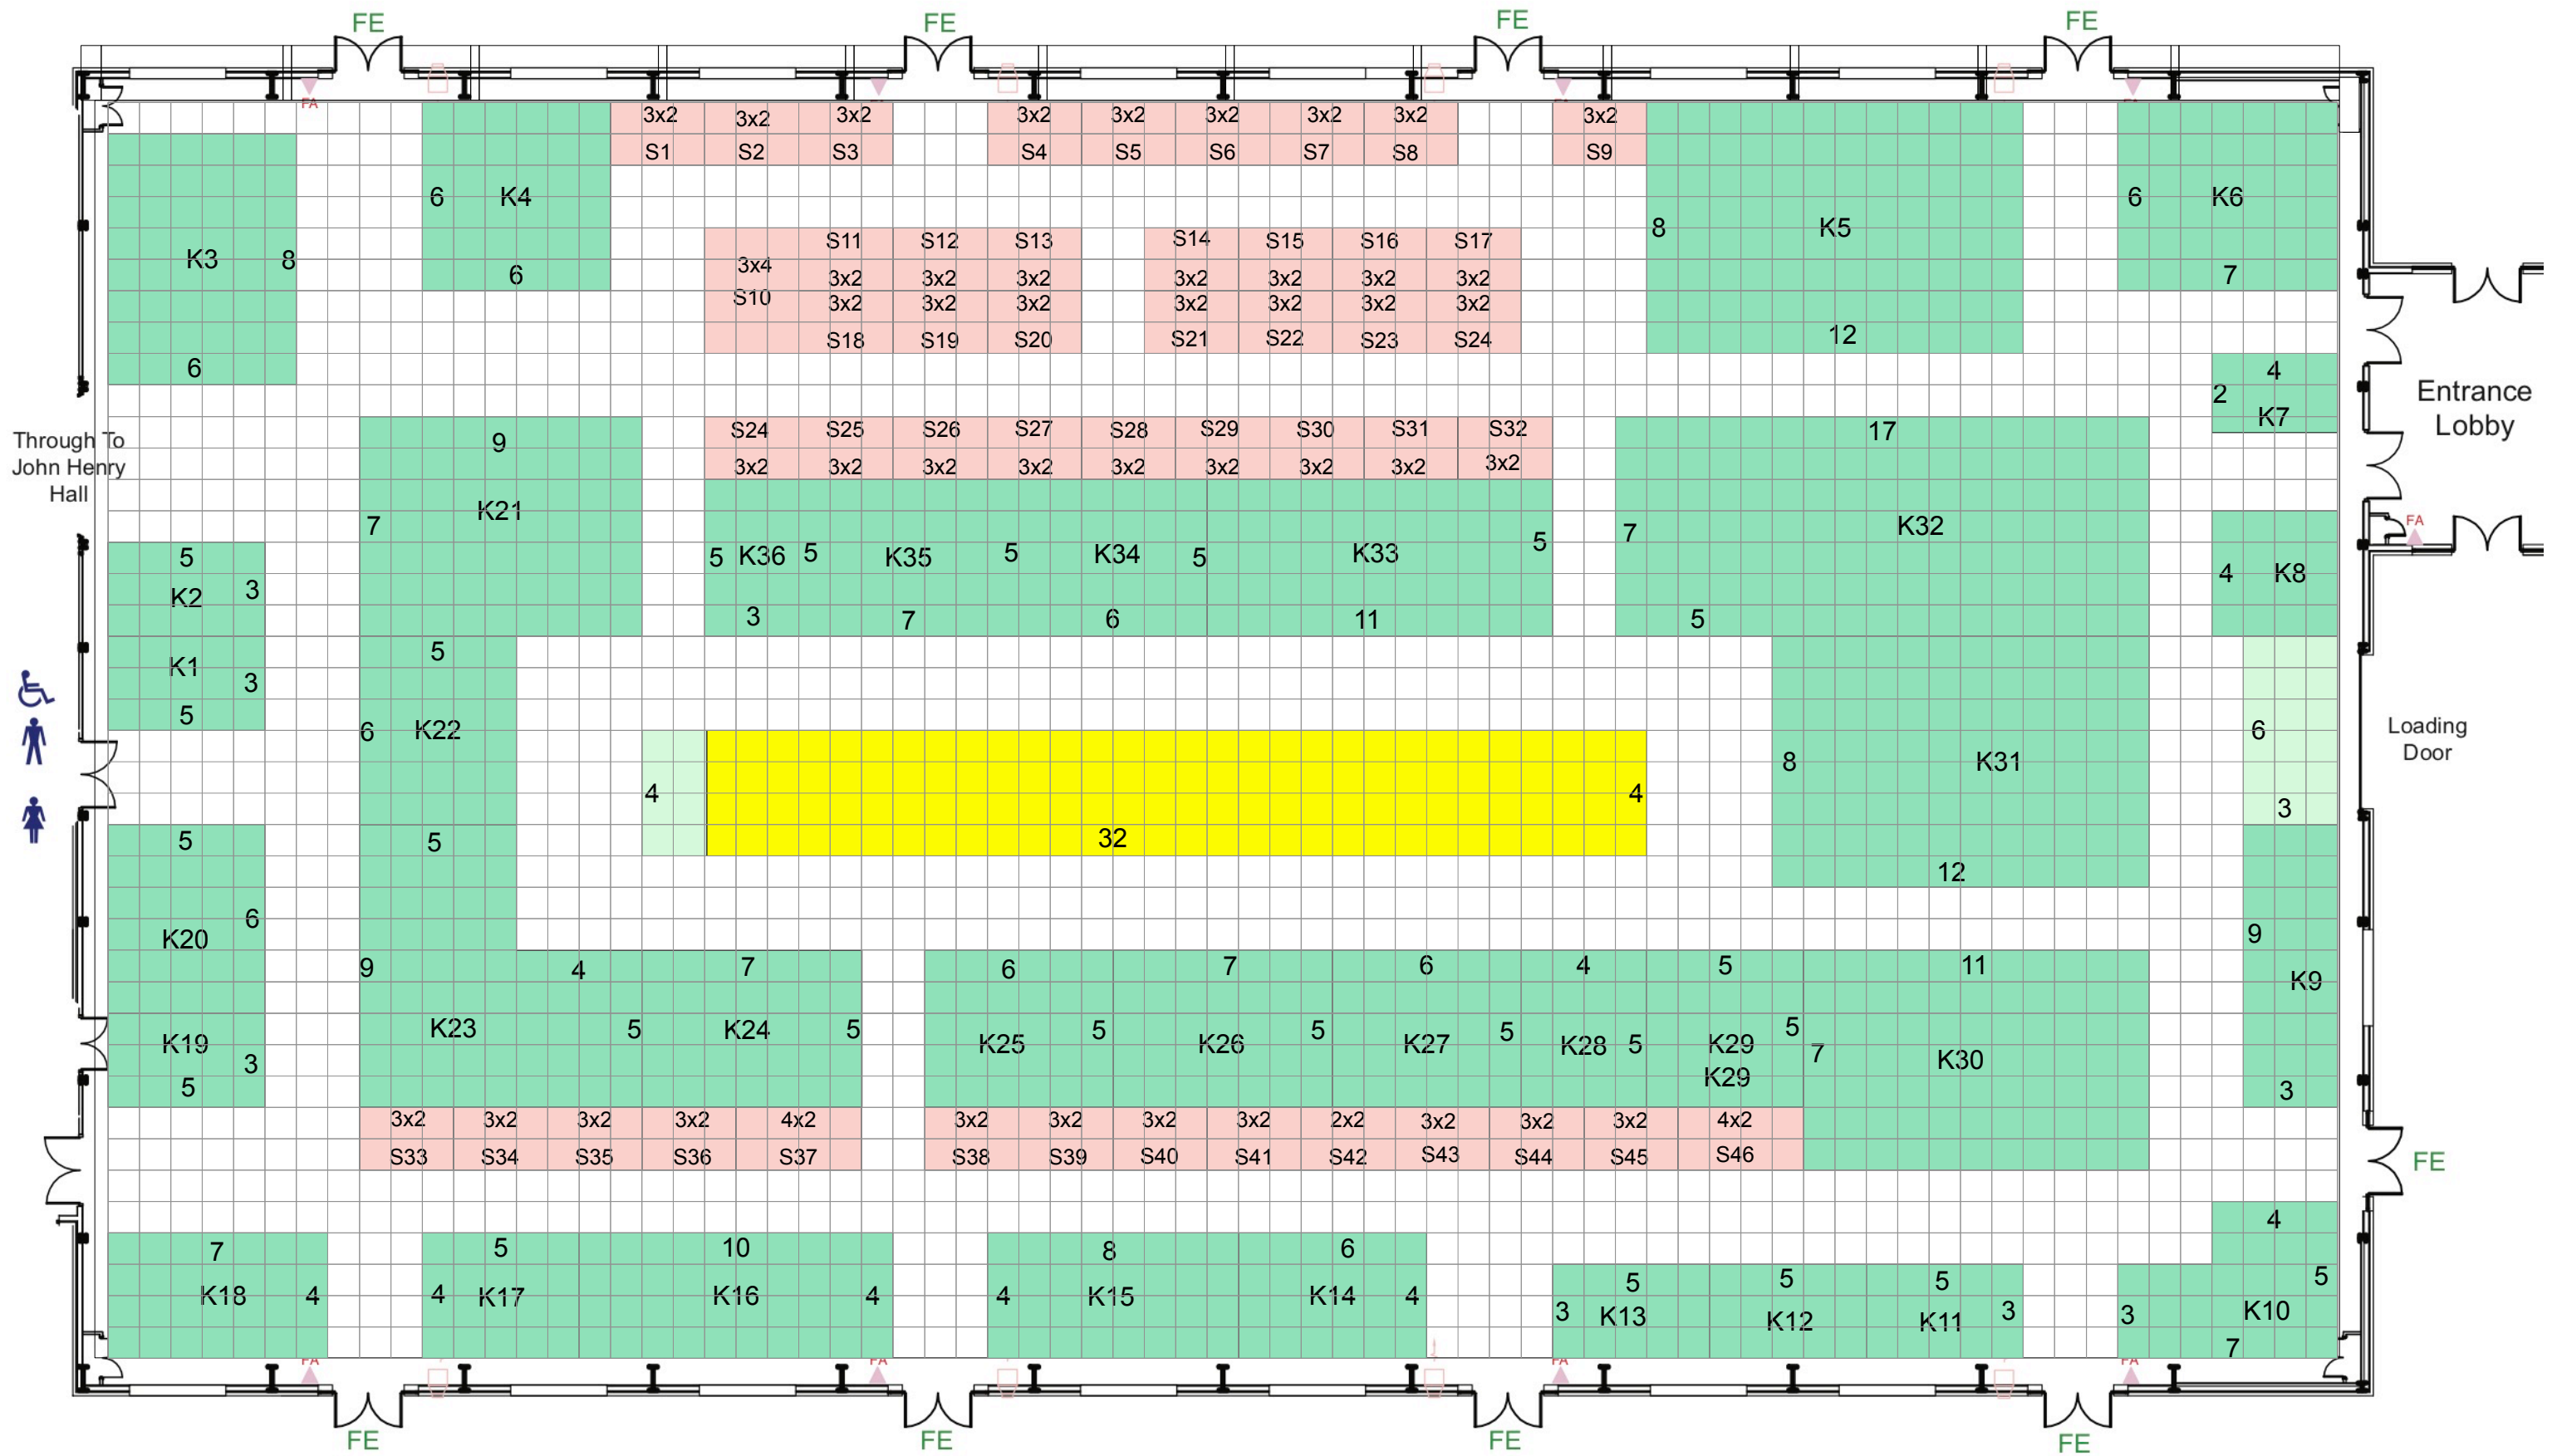 FE FE FE FE
FA
3x2 3x2 3x2 3x2 3x2 3x2 3x2 3x2 3x2
S1 S2 S3 S4 S5 S6 S7 S8 S9
6 K4 6 K6
8 K5
S11 S12 S13 S14 S15 S16 S17
K3 8
3x4
6 3x2 3x2 3x2 3x2 3x2 3x2 3x2 7
S10 3x2 3x2 3x2 3x2 3x2 3x2 3x2
S18 S19 S20 S21 S22 S23 S24 12
6 4
2
Entrance
Lobby
K7
Through To
John Henry
Hall
9 S24 S25 S26 S27 S28 S29 S30 S31 S32 17
3x2 3x2 3x2 3x2 3x2 3x2 3x2 3x2 3x2
K21
7 7 K32 FA
5 K36 5 K35 5 K34 5 K33 5
5
K2 3 4 K8
3 7 6 11 5
5
K1 3
5
6 K22 6
Loading
Door
8 K31
4 4
3
5 5 32
12
6
K20 9
9 4 7 6 7 6 4 5 11
K9
K23 5 K24 5 K25 5 K26 5 K27 5 K28 5 K29 5
K19 3 7 K30
K29
5 3
3x2 3x2 3x2 3x2 4x2 3x2 3x2 3x2 3x2 2x2 3x2 3x2 3x2 4x2
S33 S34 S35 S36 S37 S38 S39 S40 S41 S42 S43 S44 S45 S46
FE
4
7 5 10 8 6
5 5 5 5
K18 4 4 K17 K16 4 4 K15 K14 4
3 K13 K12 K11 3 3 K10
7
FA FA FA FA
FE FE FE FE